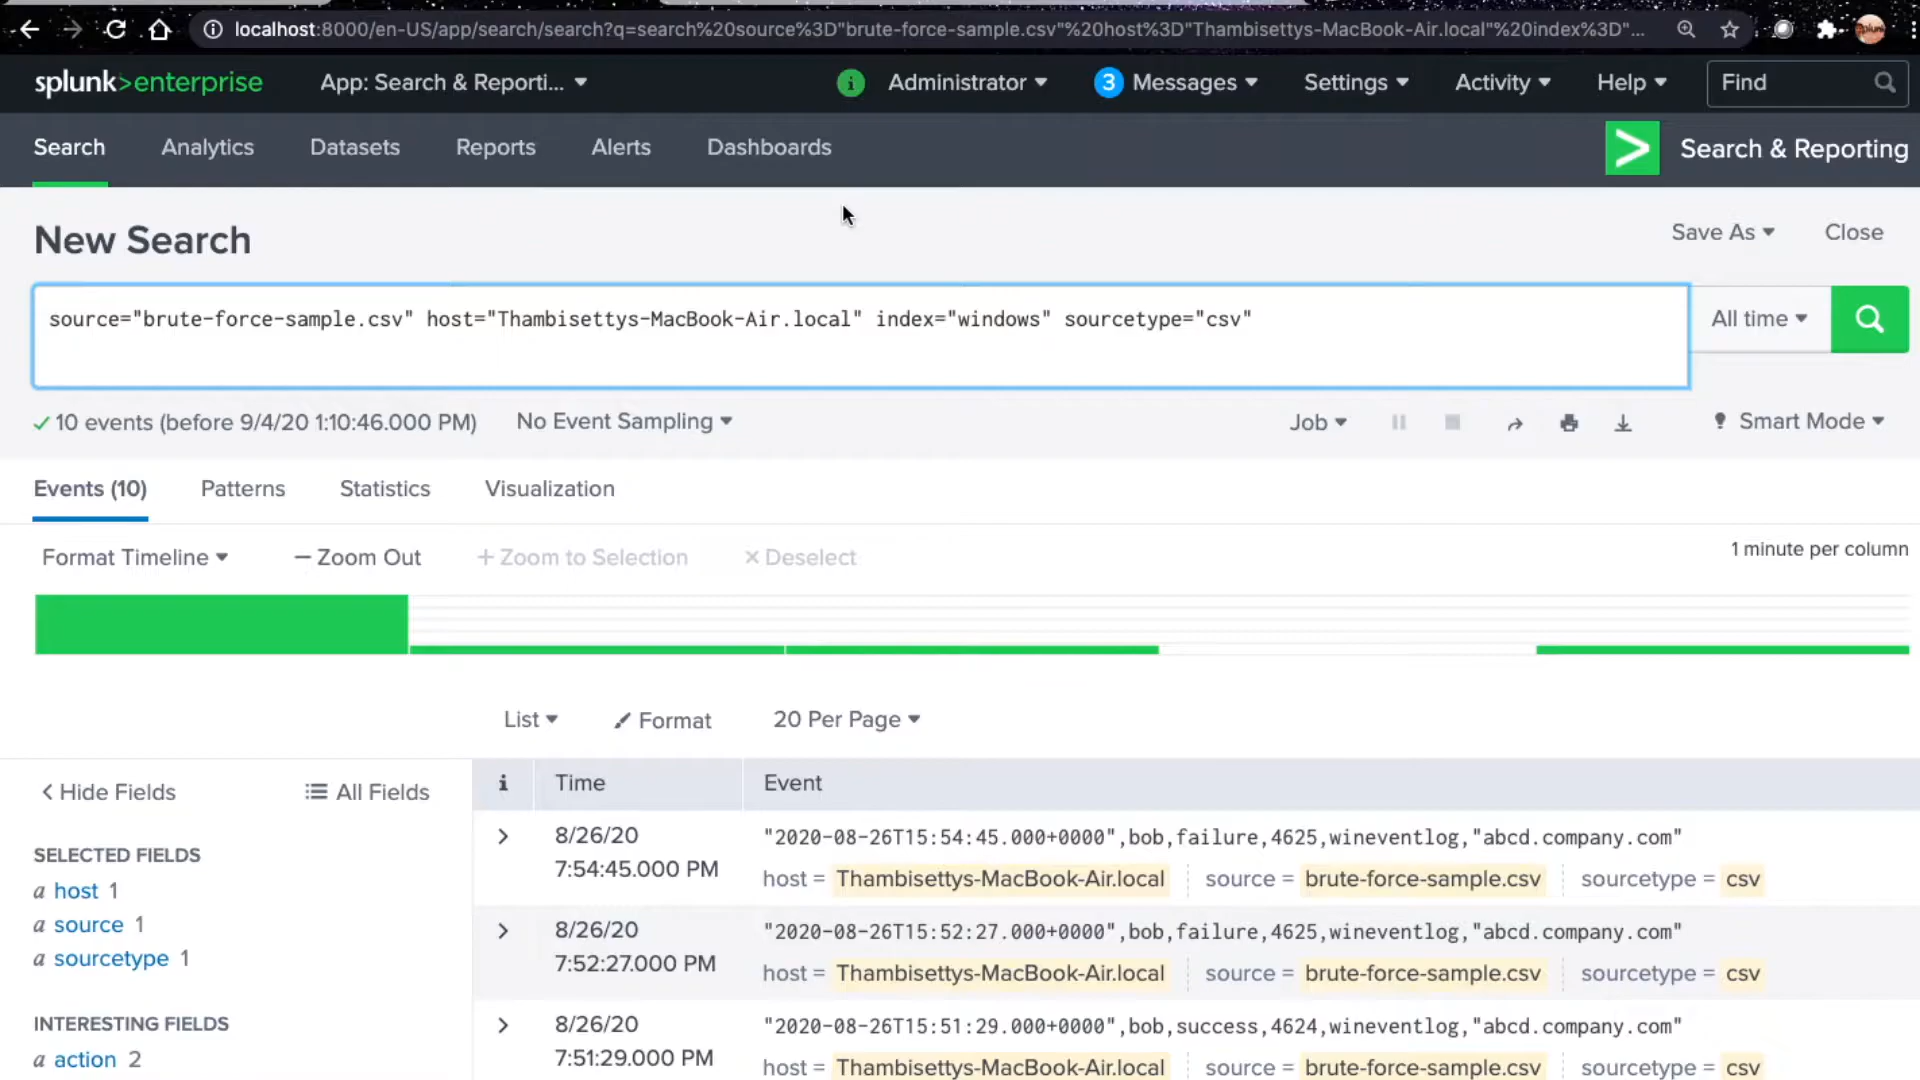 localhost:8000/en-US/app/search/search?q=search%20source%3D"brute-force-sample.csv"%20host%3D"Thambisettys-MacBook-Air.local"%20index%3D"...
splunk>enterprise App: Search & Reporti... i Administrator 3 Messages Settings Activity Help Find
Search Analytics Datasets Reports Alerts Dashboards > Search & Reporting
New Search Save As Close
source="brute-force-sample.csv" host="Thambisettys-MacBook-Air.local" index="windows" sourcetype="csv" All time
10 events (before 9/4/20 1:10:46.000 PM) No Event Sampling Job Smart Mode
Events (10) Patterns Statistics Visualization
Format Timeline — Zoom Out + Zoom to Selection × Deselect 1 minute per column
List Format 20 Per Page
< Hide Fields All Fields i Time Event
SELECTED FIELDS
a host 1
a source 1
a sourcetype 1
INTERESTING FIELDS
a action 2
> 8/26/20 "2020-08-26T15:54:45.000+0000",bob,failure,4625,wineventlog,"abcd.company.com"
7:54:45.000 PM host = Thambisettys-MacBook-Air.local source = brute-force-sample.csv sourcetype = csv
> 8/26/20 "2020-08-26T15:52:27.000+0000",bob,failure,4625,wineventlog,"abcd.company.com"
7:52:27.000 PM host = Thambisettys-MacBook-Air.local source = brute-force-sample.csv sourcetype = csv
> 8/26/20 "2020-08-26T15:51:29.000+0000",bob,success,4624,wineventlog,"abcd.company.com"
7:51:29.000 PM host = Thambisettys-MacBook-Air.local source = brute-force-sample.csv sourcetype = csv